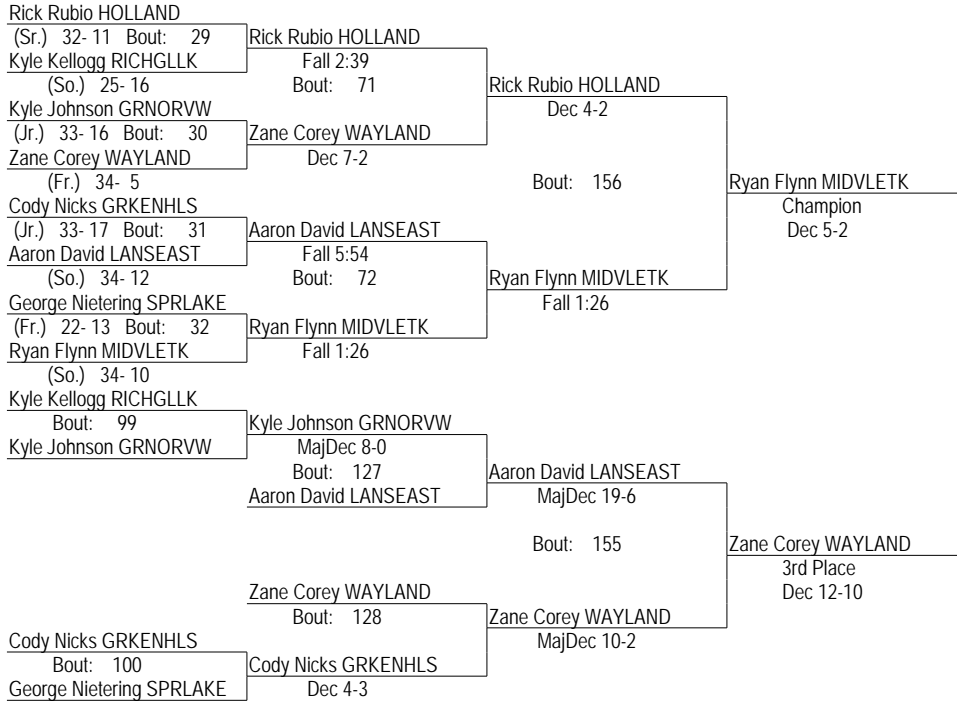 Rick Rubio HOLLAND
(Sr.) 32- 11 Bout: 29 Rick Rubio HOLLAND
Kyle Kellogg RICHGLLK Fall 2:39
(So.) 25- 16 Bout: 71 Rick Rubio HOLLAND
Kyle Johnson GRNORVW Dec 4-2
(Jr.) 33- 16 Bout: 30 Zane Corey WAYLAND
Zane Corey WAYLAND Dec 7-2
(Fr.) 34- 5 Bout: 156 Ryan Flynn MIDVLETK
Cody Nicks GRKENHLS Champion
(Jr.) 33- 17 Bout: 31 Aaron David LANSEAST Dec 5-2
Aaron David LANSEAST Fall 5:54
(So.) 34- 12 Bout: 72 Ryan Flynn MIDVLETK
George Nietering SPRLAKE Fall 1:26
(Fr.) 22- 13 Bout: 32 Ryan Flynn MIDVLETK
Ryan Flynn MIDVLETK Fall 1:26
(So.) 34- 10
Kyle Kellogg RICHGLLK
Bout: 99 Kyle Johnson GRNORVW
Kyle Johnson GRNORVW MajDec 8-0
Bout: 127 Aaron David LANSEAST
Aaron David LANSEAST MajDec 19-6
Bout: 155 Zane Corey WAYLAND
3rd Place
Zane Corey WAYLAND Dec 12-10
Bout: 128 Zane Corey WAYLAND
Cody Nicks GRKENHLS MajDec 10-2
Bout: 100 Cody Nicks GRKENHLS
George Nietering SPRLAKE Dec 4-3